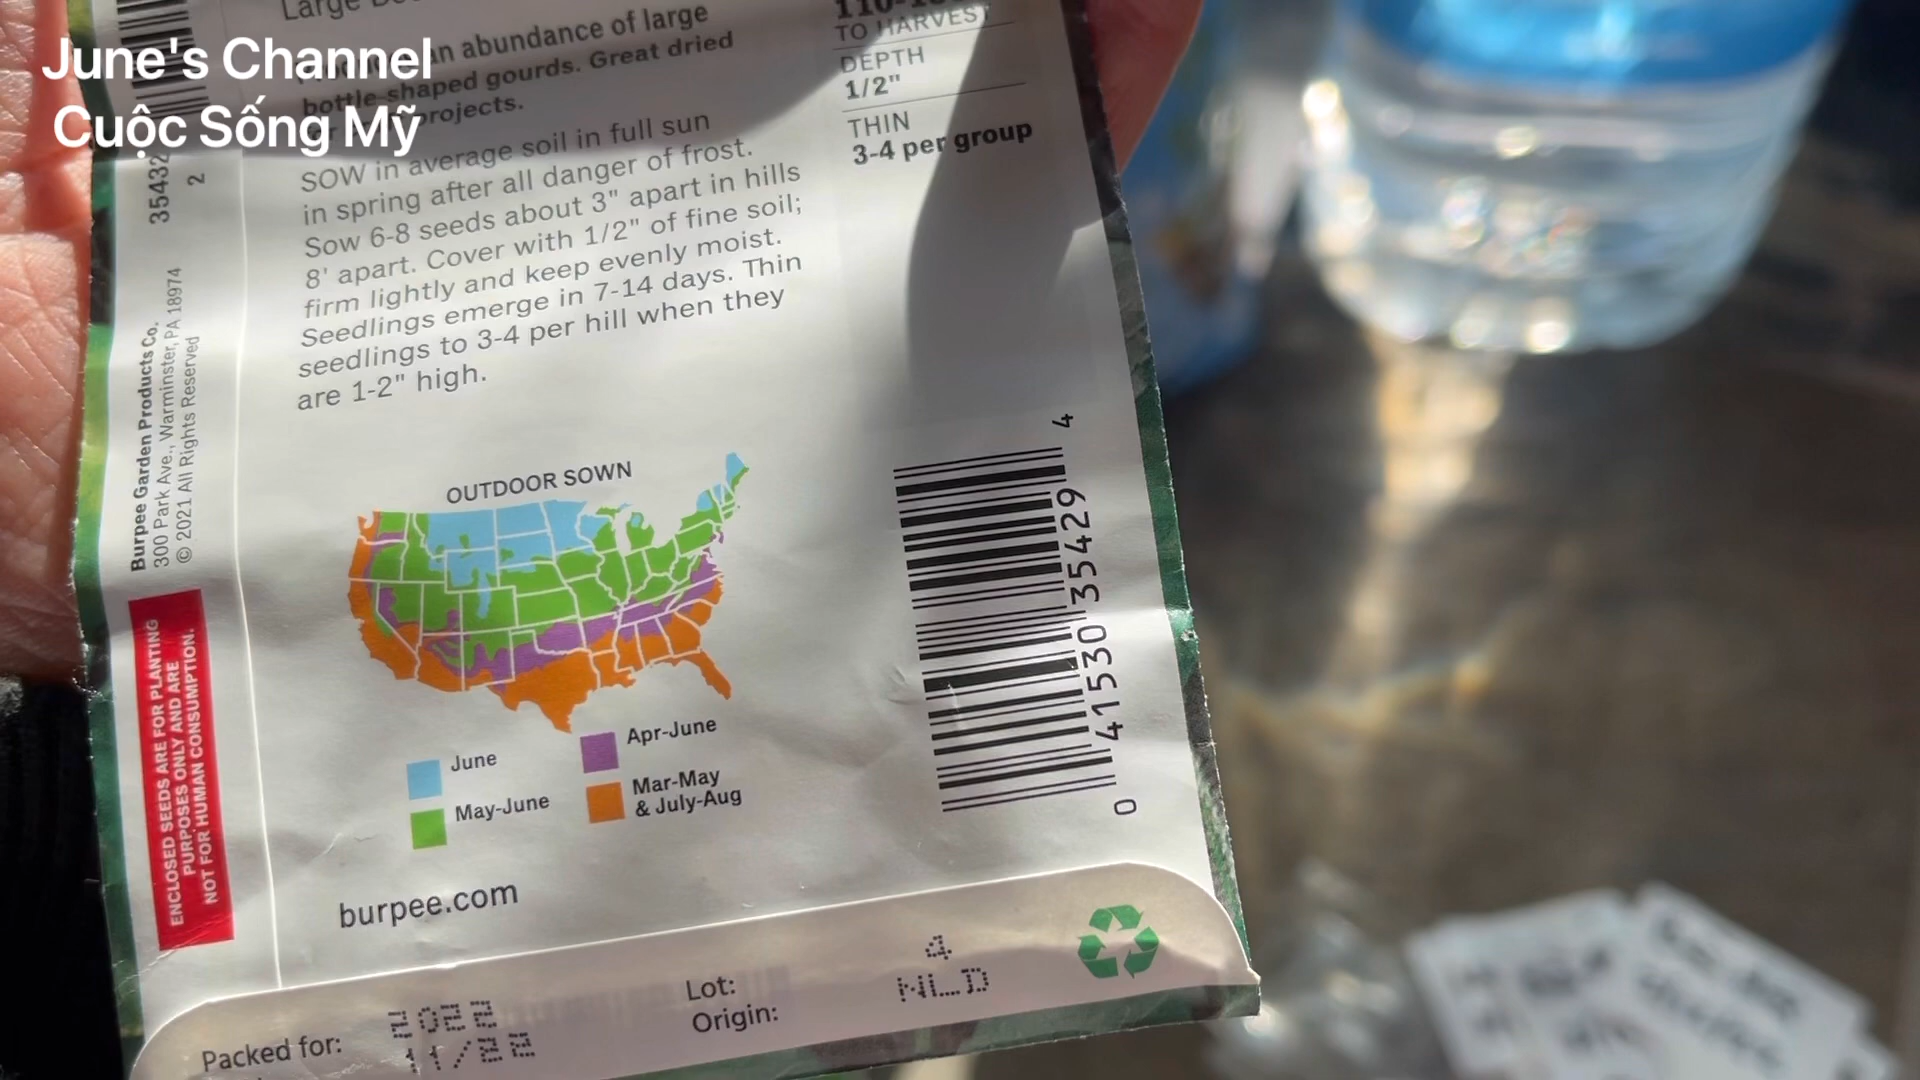 June's Channel
Cuộc Sống Mỹ
Large
an abundance of large
bottle-shaped gourds. Great dried
projects.
SOW in average soil in full sun
in spring after all danger of frost.
Sow 6-8 seeds about 3" apart in hills
8' apart. Cover with 1/2" of fine soil;
firm lightly and keep evenly moist.
Seedlings emerge in 7-14 days. Thin
seedlings to 3-4 per hill when they
are 1-2" high.
TO HARVEST
DEPTH
1/2"
THIN
3-4 per group
35432
2
Burpee Garden Products Co.
300 Park Ave., Warminster, PA 18974
© 2021 All Rights Reserved
ENCLOSED SEEDS ARE FOR PLANTING
PURPOSES ONLY AND ARE
NOT FOR HUMAN CONSUMPTION.
OUTDOOR SOWN
June
May-June
Apr-June
Mar-May
& July-Aug
0 41530 35429 4
burpee.com
Packed for: 2022
11/22
Lot: 4
Origin: NLD